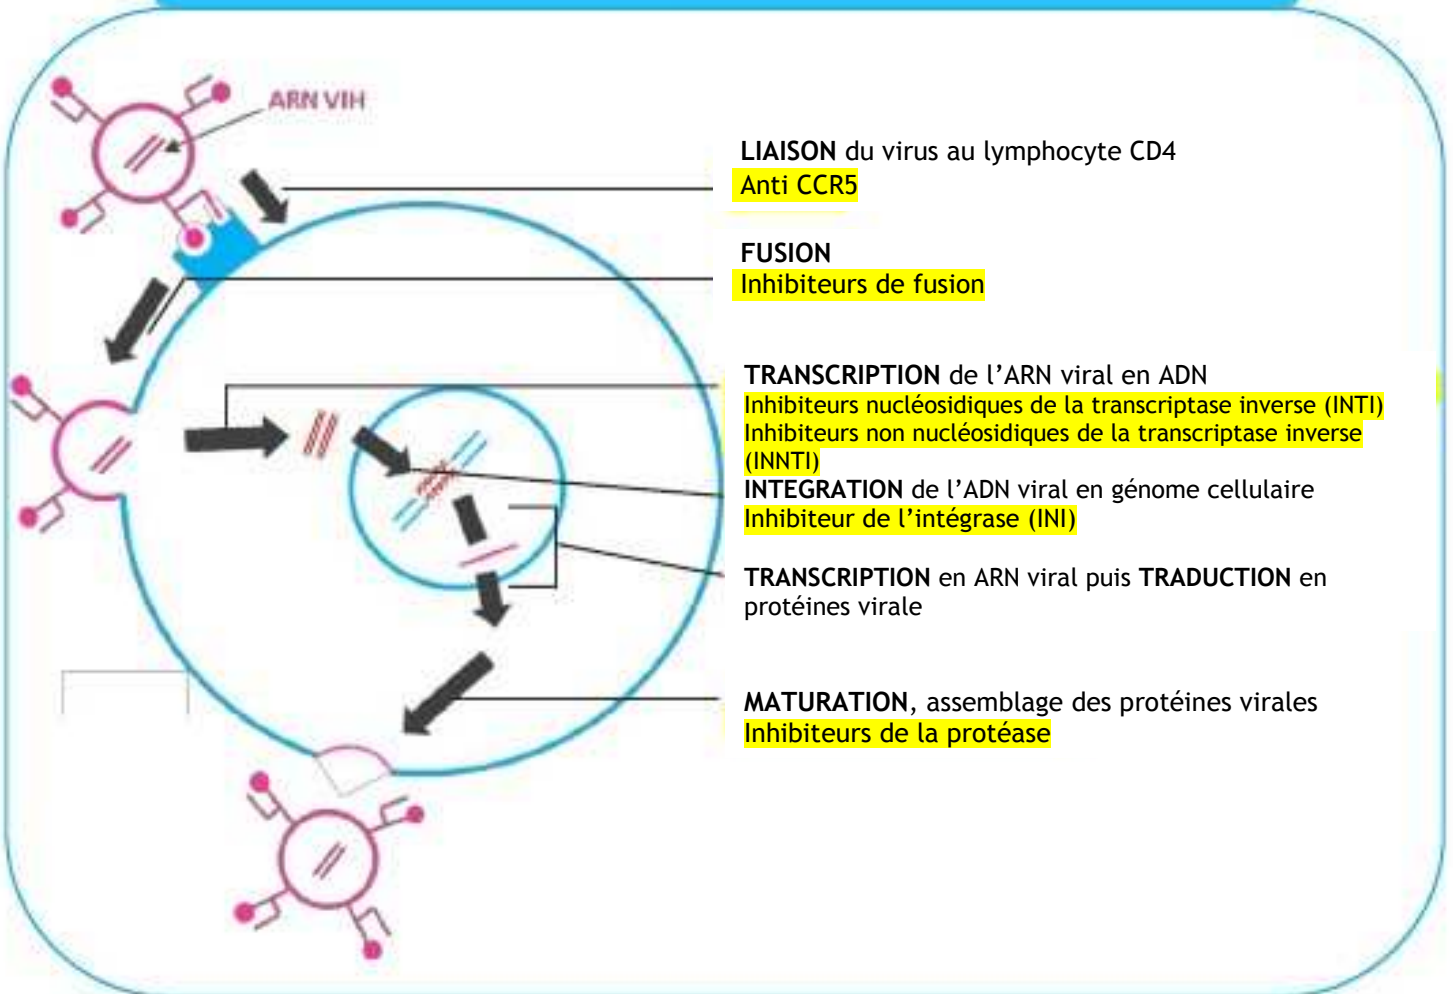 ARN VIH
LIAISON du virus au lymphocyte CD4
Anti CCR5
FUSION
Inhibiteurs de fusion
TRANSCRIPTION de l’ARN viral en ADN
Inhibiteurs nucléosidiques de la transcriptase inverse (INTI)
Inhibiteurs non nucléosidiques de la transcriptase inverse
(INNTI)
INTEGRATION de l’ADN viral en génome cellulaire
Inhibiteur de l’intégrase (INI)
TRANSCRIPTION en ARN viral puis TRADUCTION en
protéines virale
MATURATION, assemblage des protéines virales
Inhibiteurs de la protéase